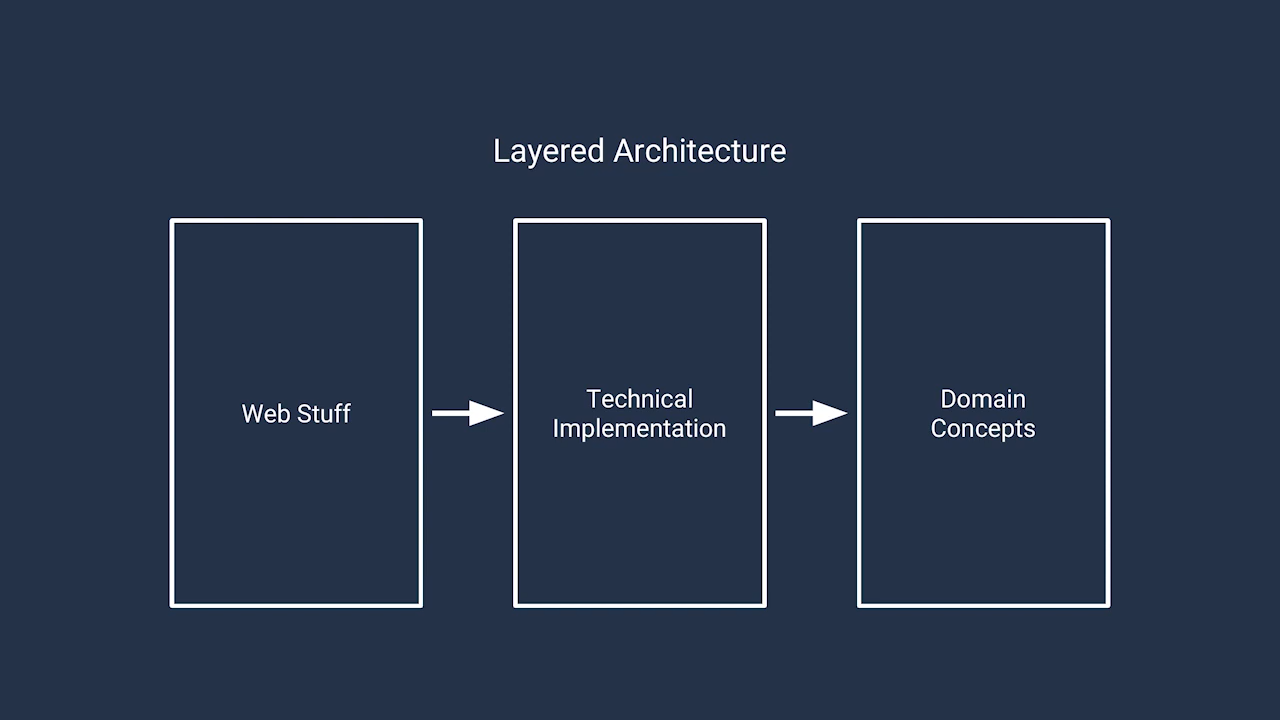 Layered Architecture
Web Stuff
Technical
Implementation
Domain
Concepts